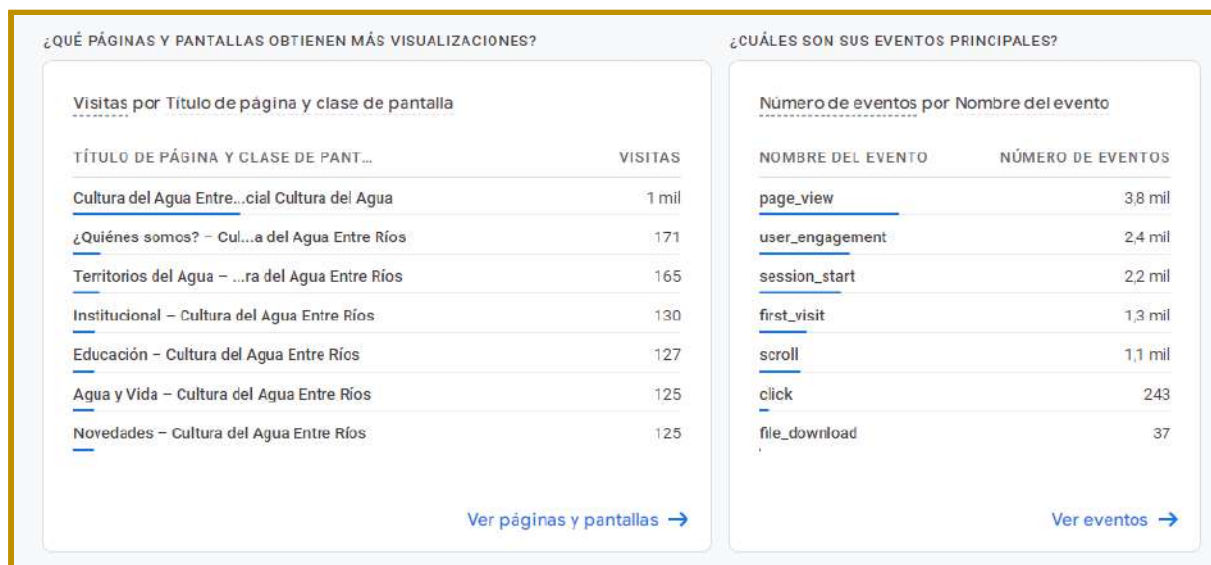 ¿QUÉ PÁGINAS Y PANTALLAS OBTIENEN MÁS VISUALIZACIONES?
Visitas por Título de página y clase de pantalla
TÍTULO DE PÁGINA Y CLASE DE PANT... VISITAS
Cultura del Agua Entre...cial Cultura del Agua 1 mil
¿Quiénes somos? – Cul...a del Agua Entre Ríos 171
Territorios del Agua – ...ra del Agua Entre Ríos 165
Institucional – Cultura del Agua Entre Ríos 130
Educación – Cultura del Agua Entre Ríos 127
Agua y Vida – Cultura del Agua Entre Ríos 125
Novedades – Cultura del Agua Entre Ríos 125
Ver páginas y pantallas →
¿CUÁLES SON SUS EVENTOS PRINCIPALES?
Número de eventos por Nombre del evento
NOMBRE DEL EVENTO NÚMERO DE EVENTOS
page_view 3,8 mil
user_engagement 2,4 mil
session_start 2,2 mil
first_visit 1,3 mil
scroll 1,1 mil
click 243
file_download 37
Ver eventos →